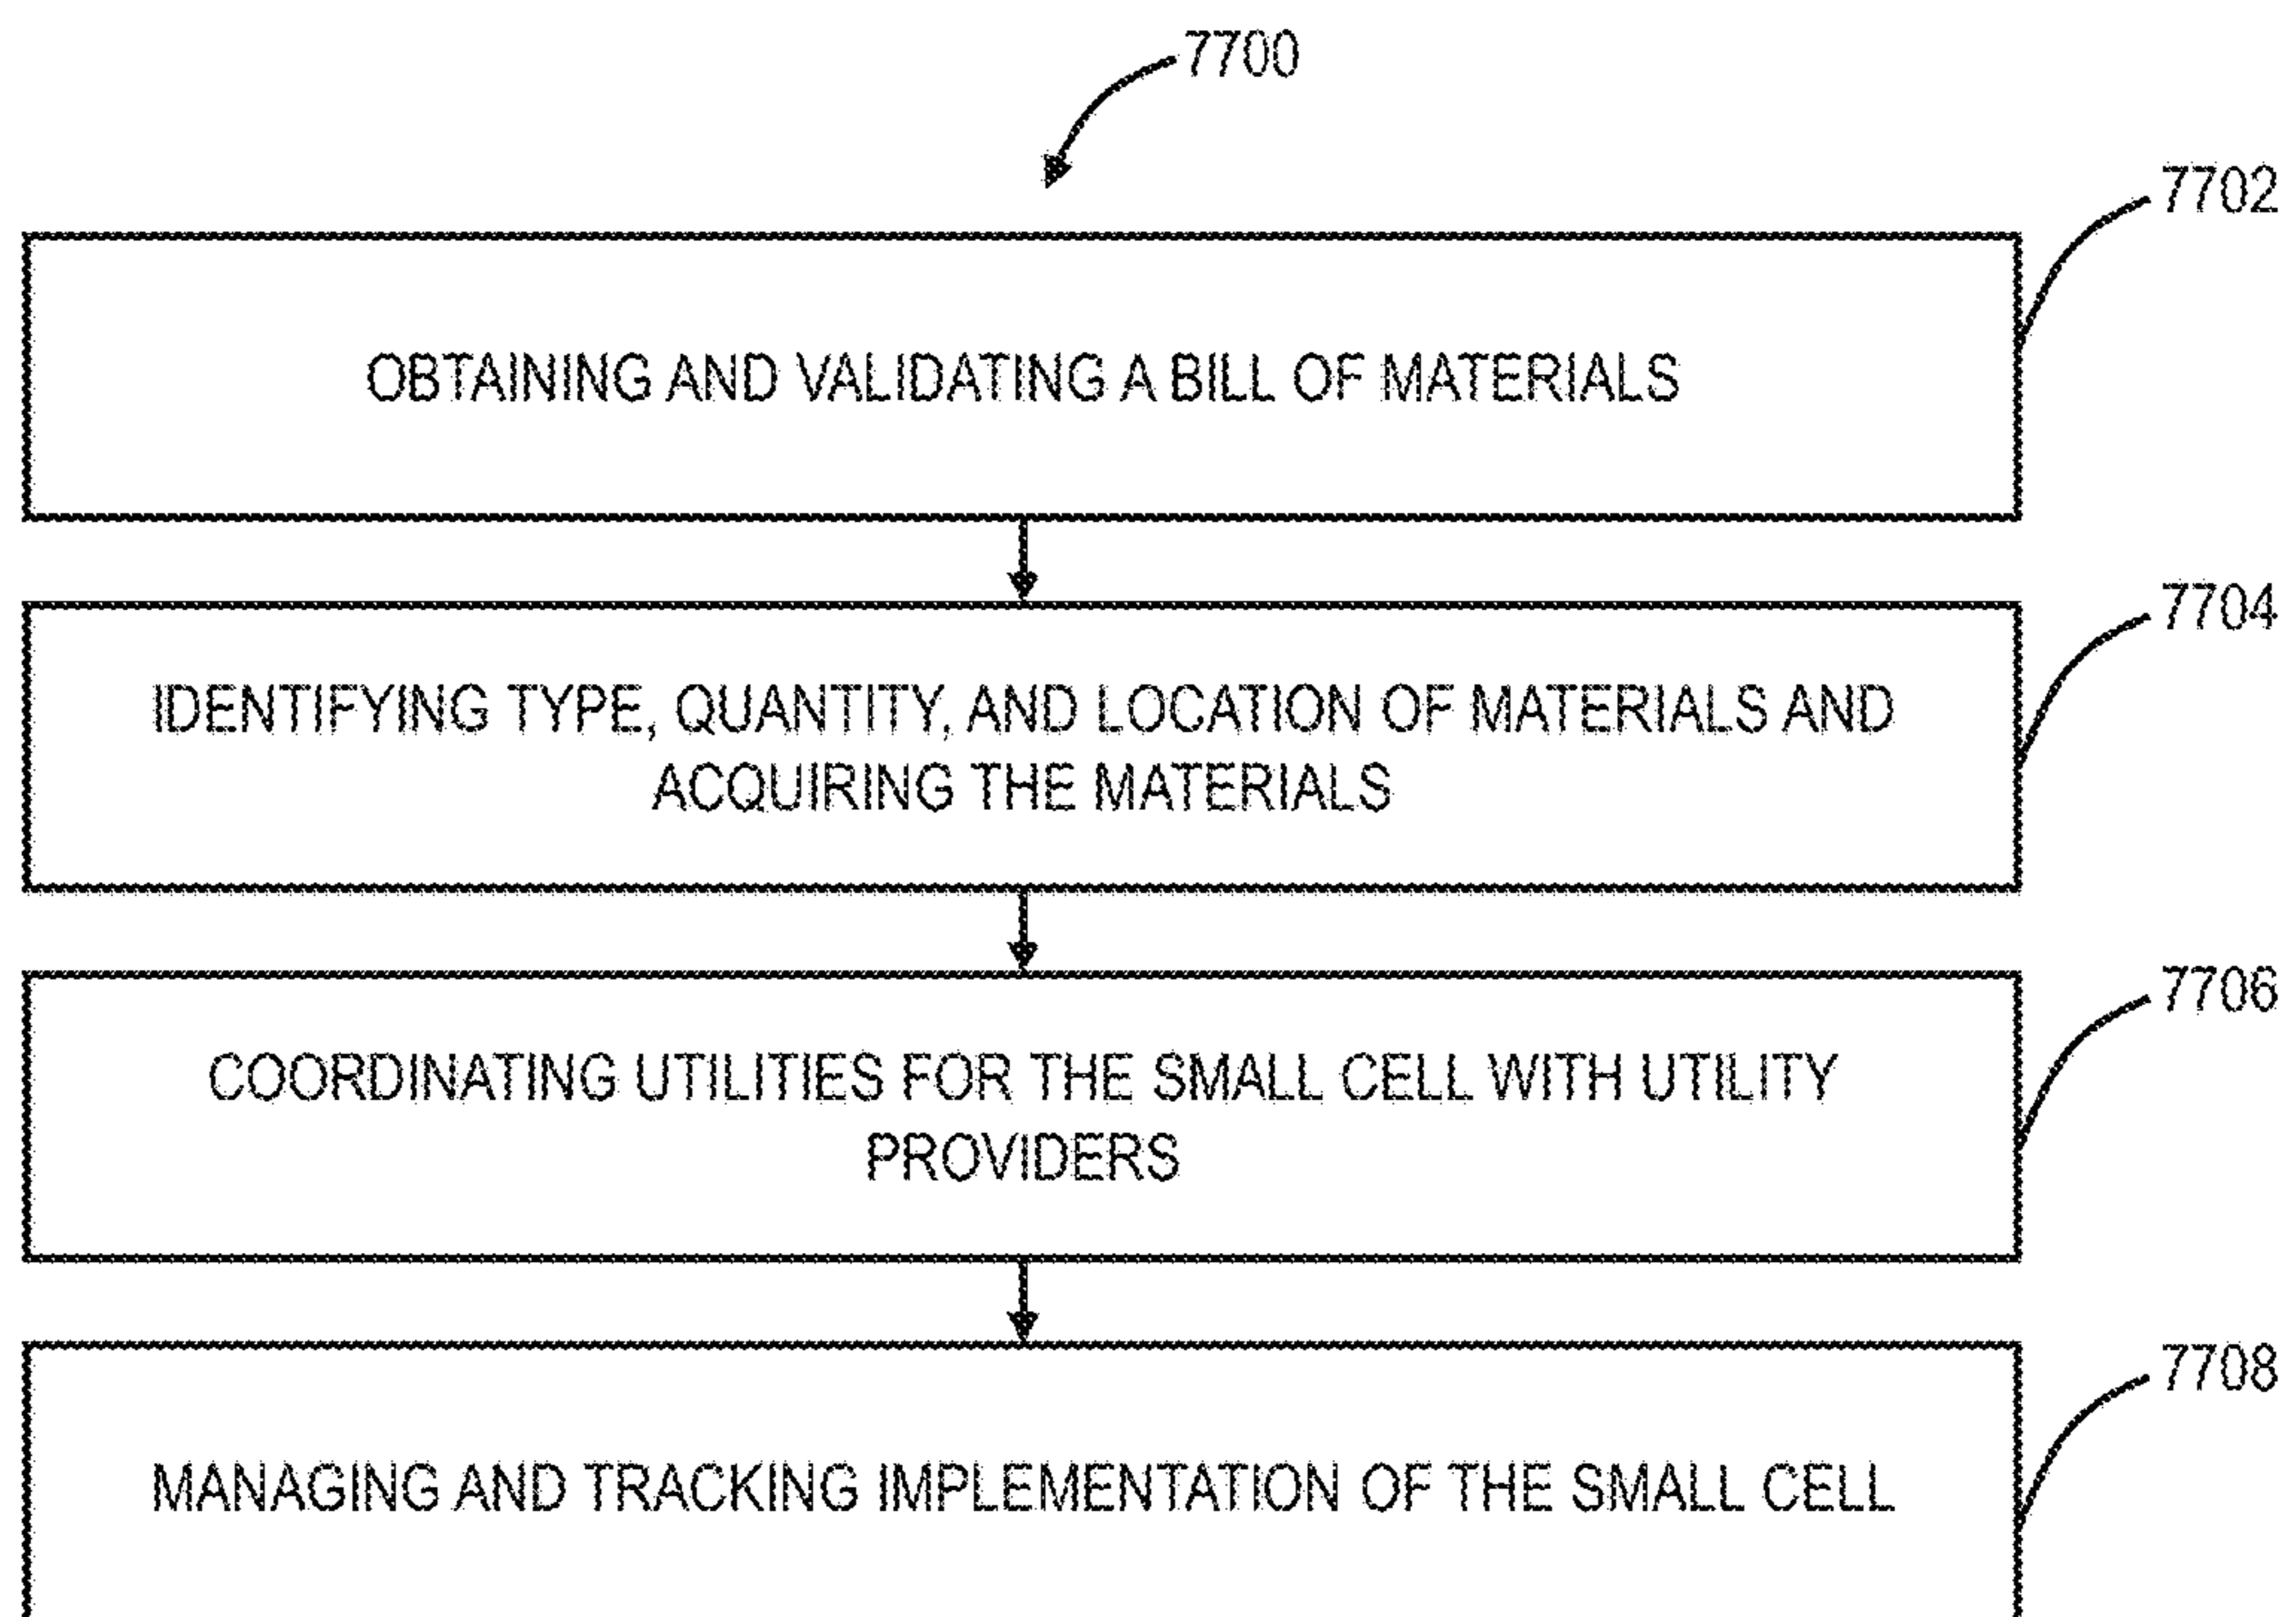 7700
7702
OBTAINING AND VALIDATING A BILL OF MATERIALS
7704
IDENTIFYING TYPE, QUANTITY, AND LOCATION OF MATERIALS AND
ACQUIRING THE MATERIALS
7706
COORDINATING UTILITIES FOR THE SMALL CELL WITH UTILITY
PROVIDERS
7708
MANAGING AND TRACKING IMPLEMENTATION OF THE SMALL CELL